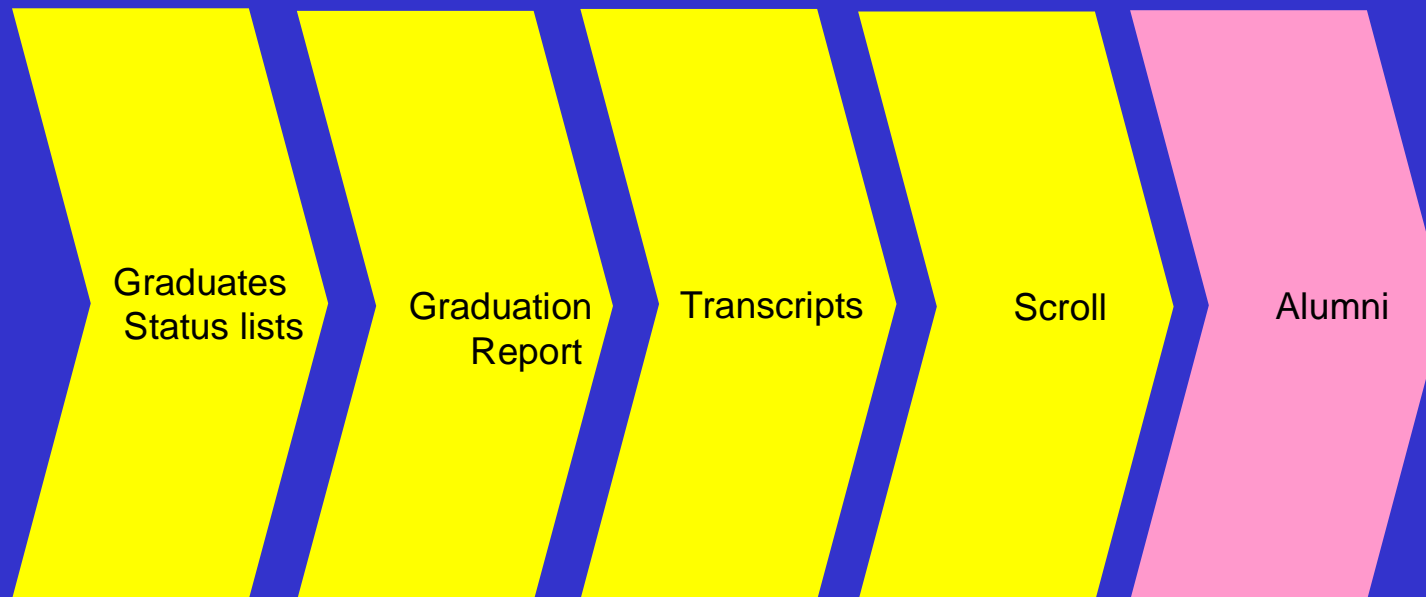 Graduates
Status lists
Graduation
Report
Transcripts
Scroll
Alumni